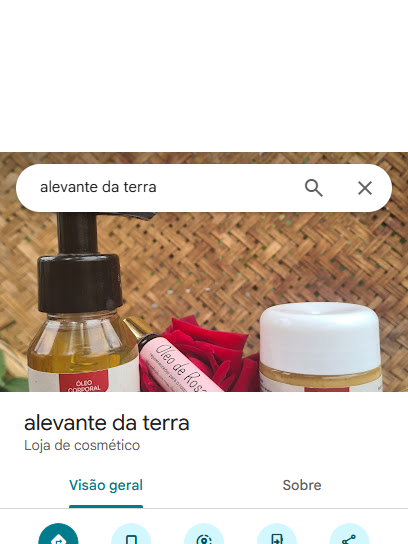 alevante da terra
ÓLEO
CORPORAL
Óleo de Rosa
alevante da terra
Loja de cosmético
Visão geral
Sobre